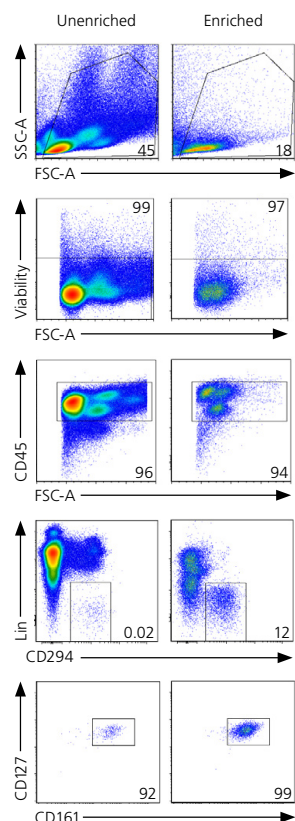 Unenriched Enriched
SSC-A
45 18
FSC-A
99 97
Viability
FSC-A
CD45
96 94
FSC-A
Lin
0.02 12
CD294
CD127
92 99
CD161